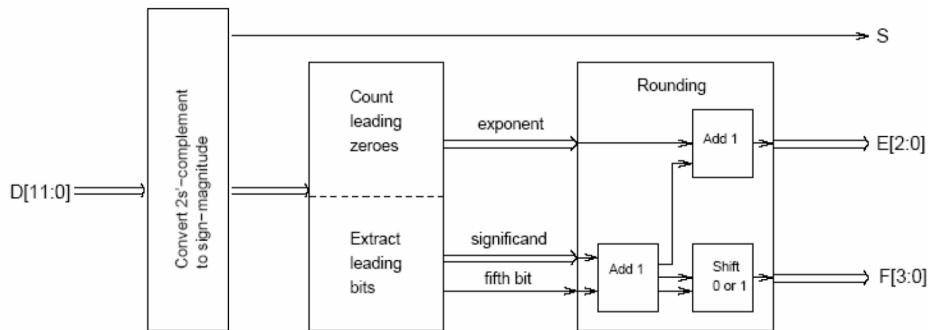 S
Count
leading
zeroes
exponent
Rounding
Add 1
E[2:0]
D[11:0]
Convert 2s'-complement
to sign-magnitude
Extract
leading
bits
significand
fifth bit
Add 1
Shift
0 or 1
F[3:0]